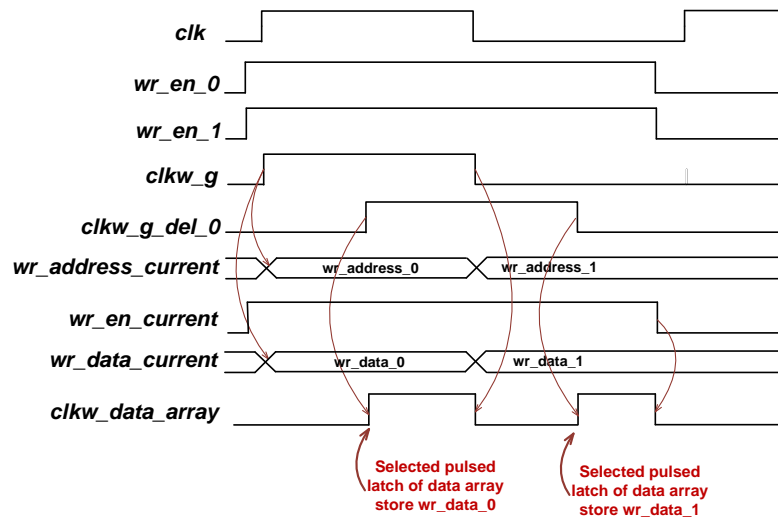 clk
wr_en_0
wr_en_1
clkw_g
clkw_g_del_0
wr_address_current
wr_address_0
wr_address_1
wr_en_current
wr_data_current
wr_data_0
wr_data_1
clkw_data_array
Selected pulsed
latch of data array
store wr_data_0
Selected pulsed
latch of data array
store wr_data_1